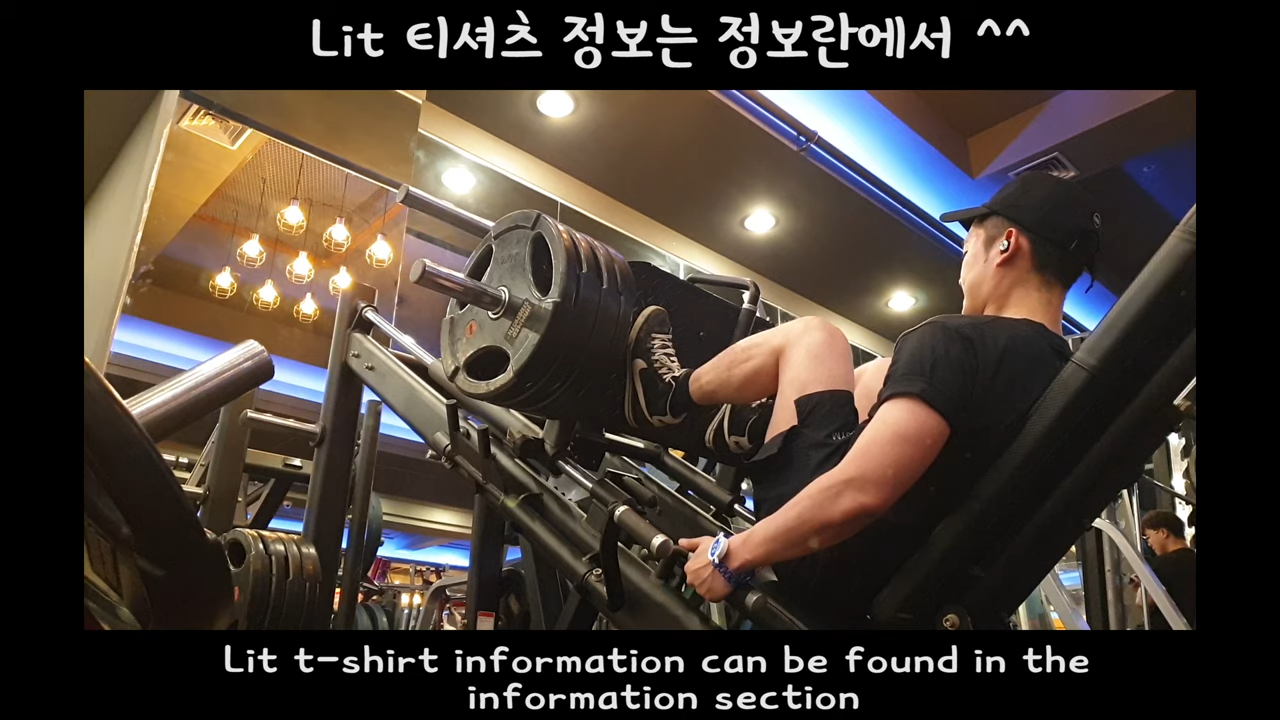 Lit 티셔츠 정보는 정보란에서 ^^
Lit t-shirt information can be found in the
information section